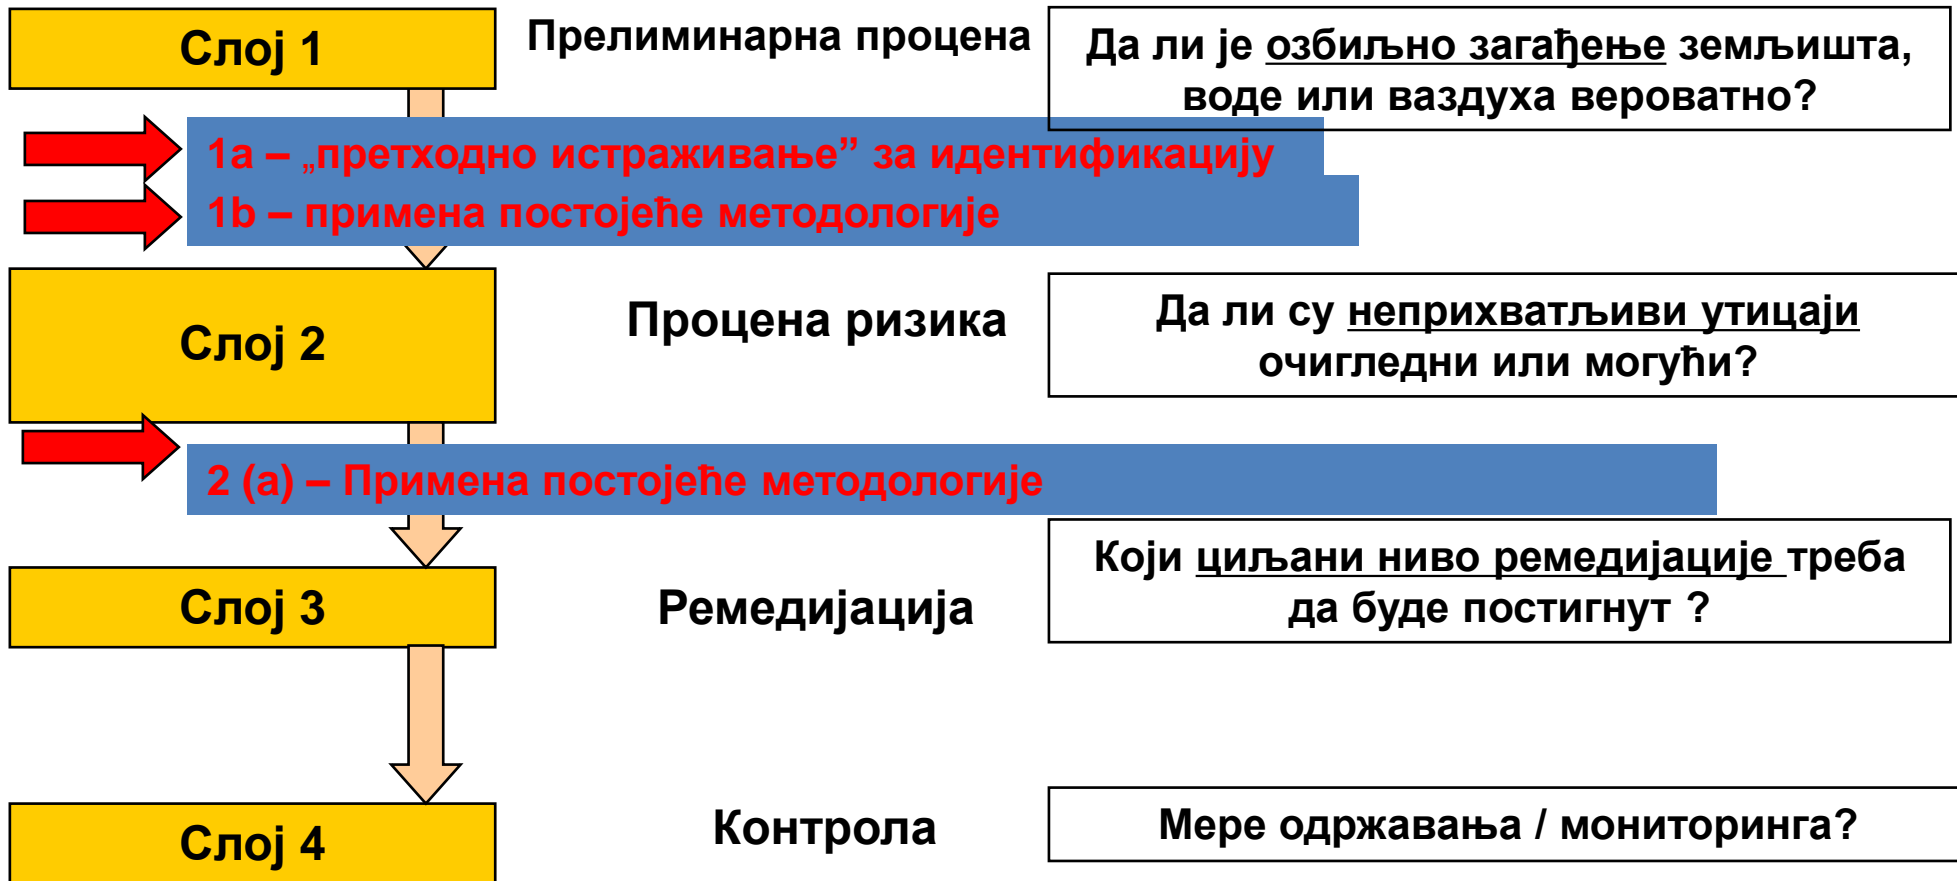 Слој 1
Прелиминарна процена
Да ли је озбиљно загађење земљишта,
воде или ваздуха вероватно?
1a – „претходно истраживање” за идентификацију
1b – примена постојеће методологије
Слој 2
Процена ризика
Да ли су неприхватљиви утицаји
очигледни или могући?
2 (a) – Примена постојеће методологије
Слој 3
Ремедијација
Који циљани ниво ремедијације треба
да буде постигнут ?
Слој 4
Контрола
Мере одржавања / мониторинга?